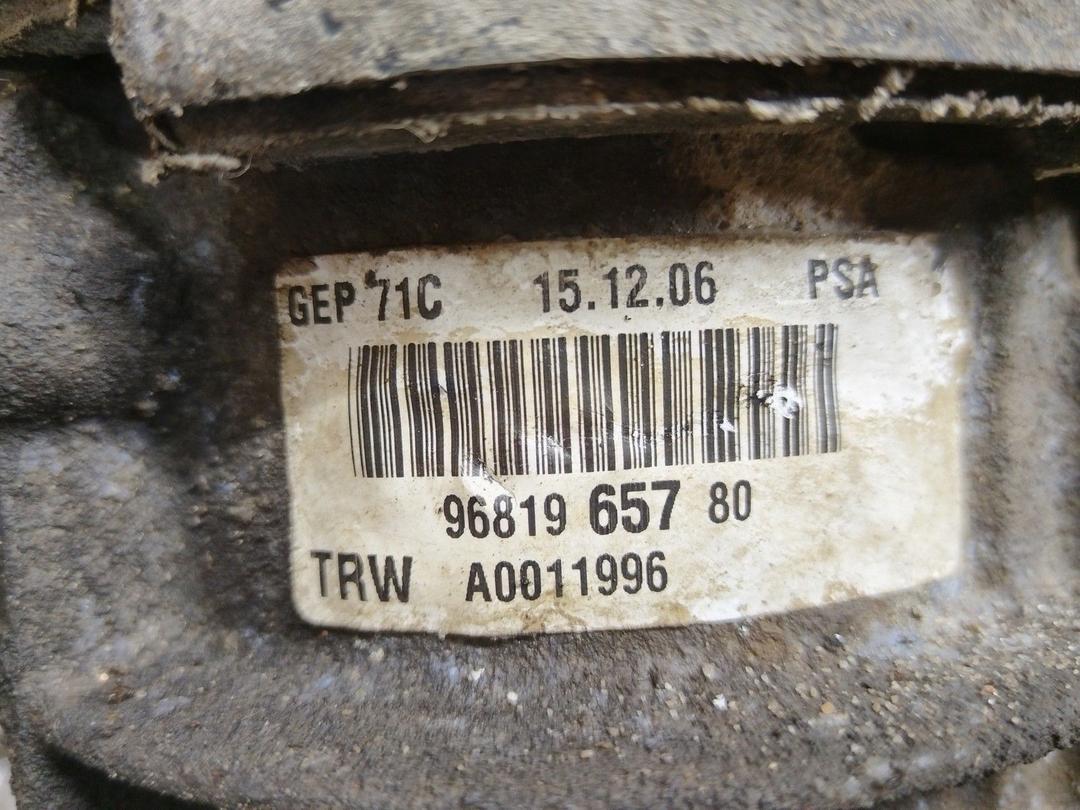 GEP 71C 15.12.06 PSA
96819 657 80
TRW A0011996